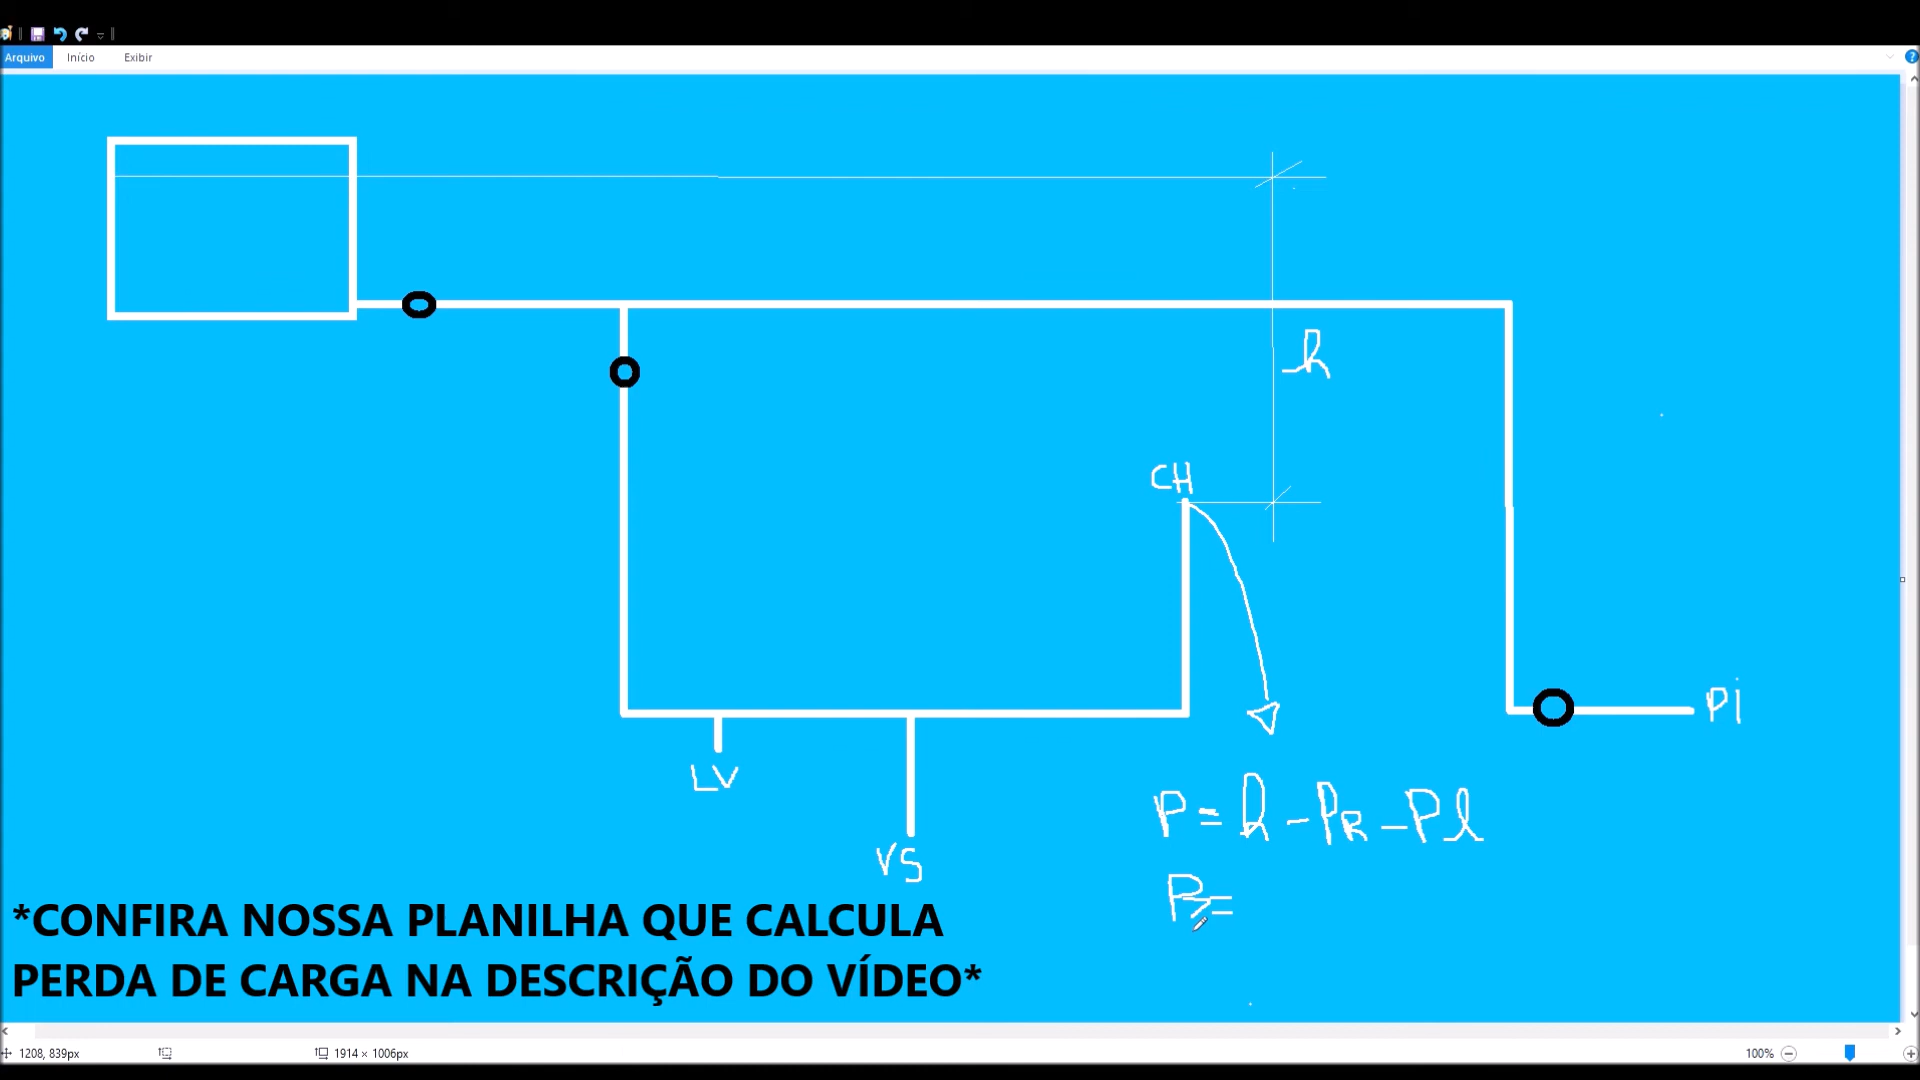 Arquivo Início Exibir
h
CH
Pi
LV
P = h - PR - Pl
VS
P=
*CONFIRA NOSSA PLANILHA QUE CALCULA
PERDA DE CARGA NA DESCRIÇÃO DO VÍDEO*
1208, 839px 1914 × 1006px 100%